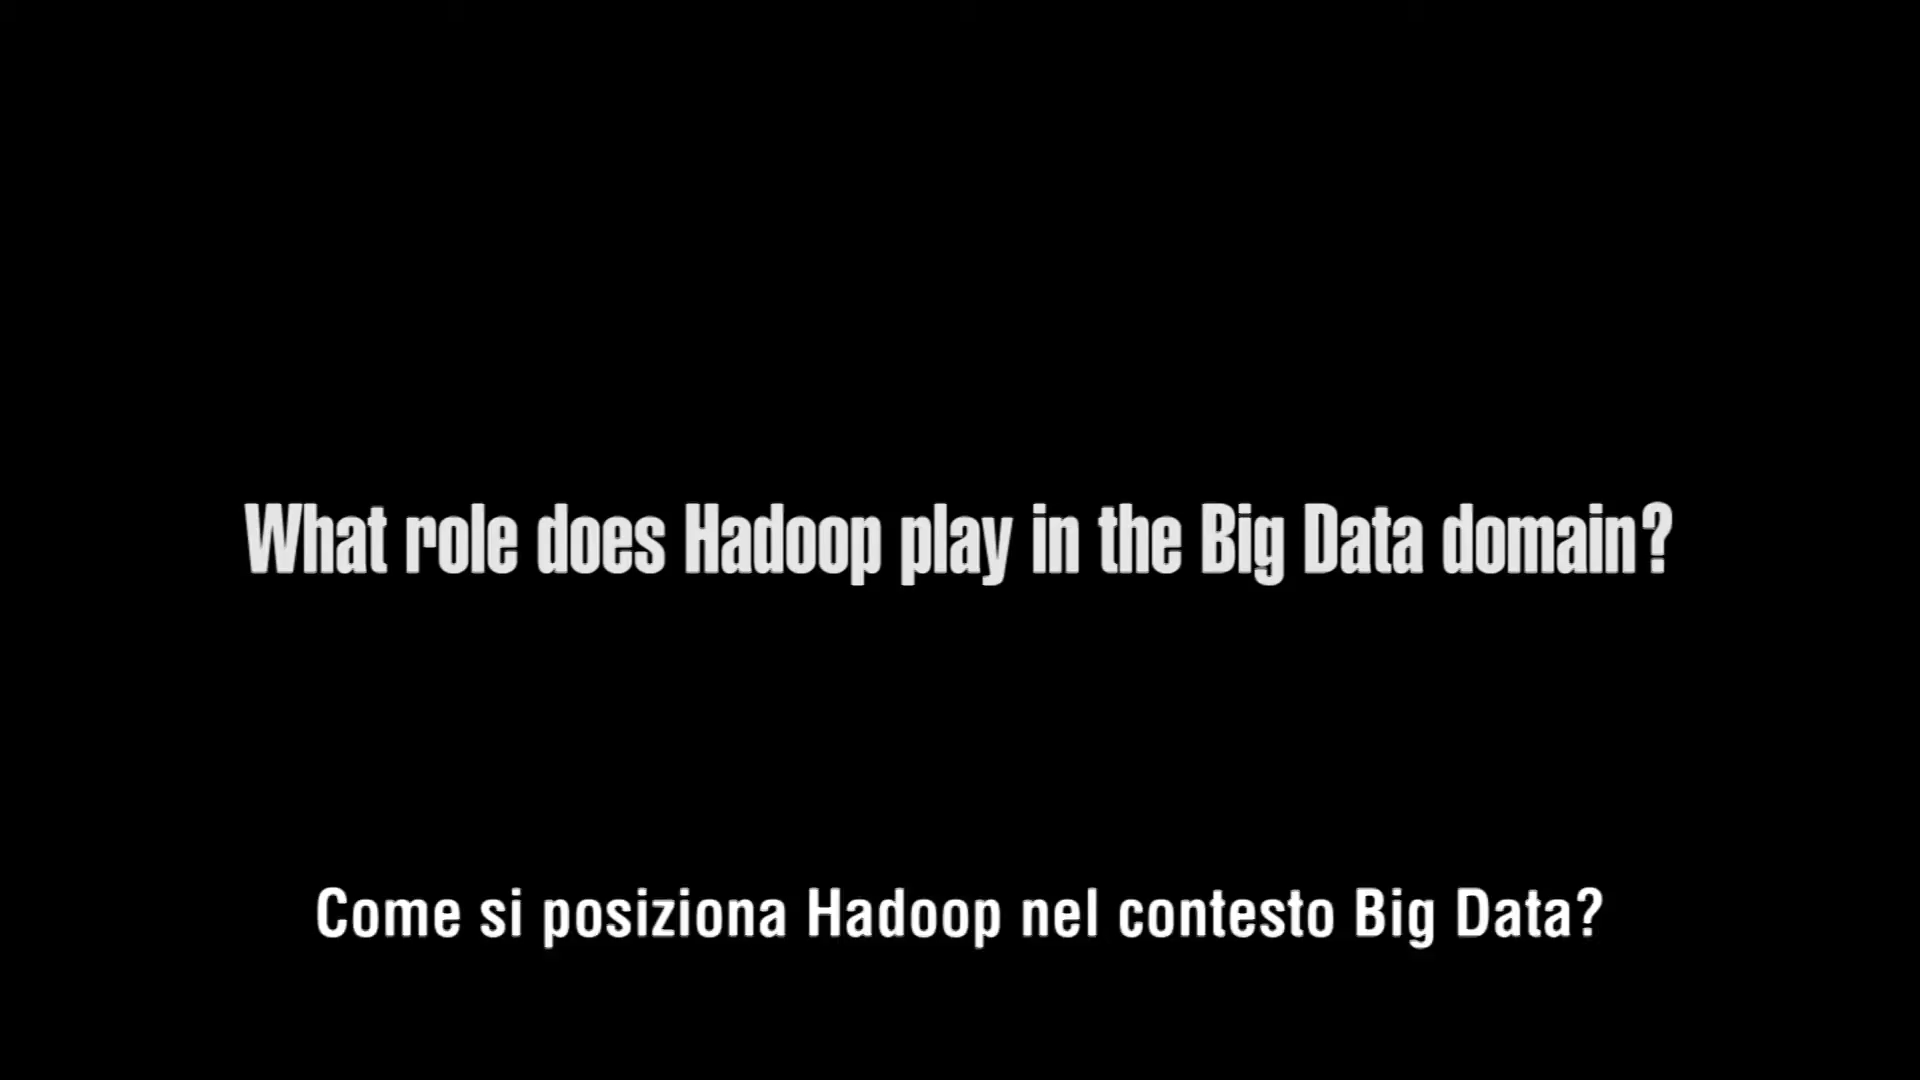 What role does Hadoop play in the Big Data domain?
Come si posiziona Hadoop nel contesto Big Data?